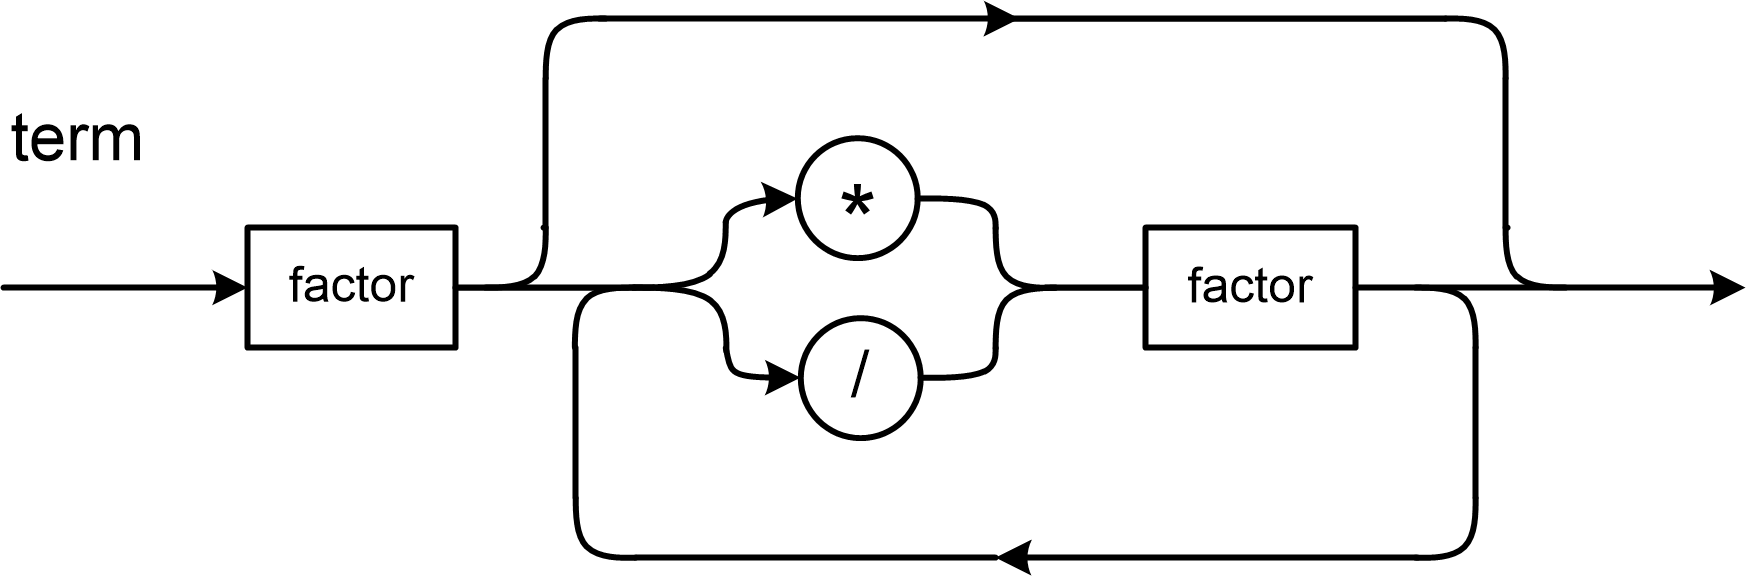 term
*
factor
factor
/